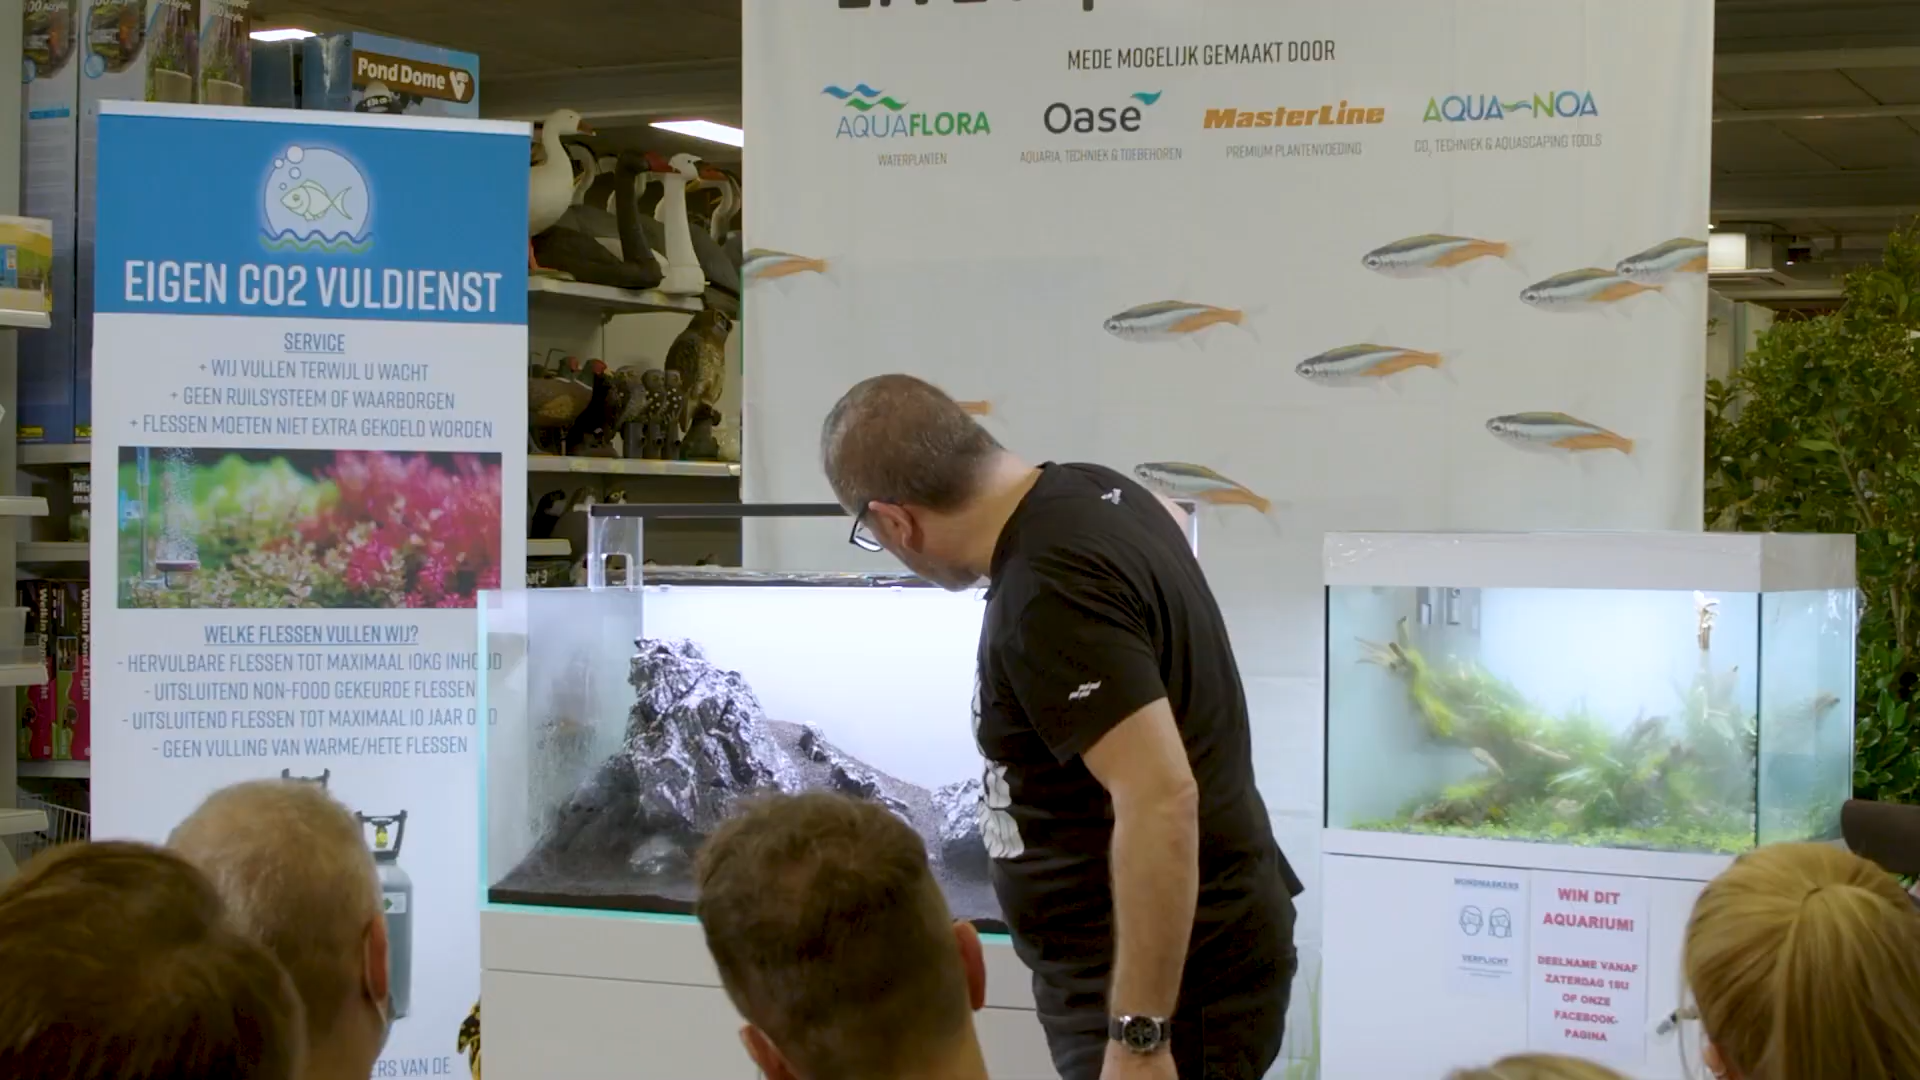 Pond Dome
MEDE MOGELIJK GEMAAKT DOOR
AQUAFLORA
WATERPLANTEN
Oase
AQUARIA, TECHNIEK & TOEBEHOREN
MasterLine
PREMIUM PLANTENVOEDING
AQUA NOA
CO2 TECHNIEK & AQUASCAPING TOOLS
EIGEN CO2 VULDIENST
SERVICE
+ WIJ VULLEN TERWIJL U WACHT
+ GEEN RUILSYSTEEM OF WAARBORGEN
+ FLESSEN MOETEN NIET EXTRA GEKOELD WORDEN
WELKE FLESSEN VULLEN WIJ?
- HERVULBARE FLESSEN TOT MAXIMAAL 10KG INHOUD
- UITSLUITEND NON-FOOD GEKEURDE FLESSEN
- UITSLUITEND FLESSEN TOT MAXIMAAL 10 JAAR OUD
- GEEN VULLING VAN WARME/HETE FLESSEN
ERS VAN DE
MONDMASKERS
VERPLICHT
WIN DIT
AQUARIUM!
DEELNAME VANAF
ZATERDAG 18U
OP ONZE
FACEBOOK-
PAGINA